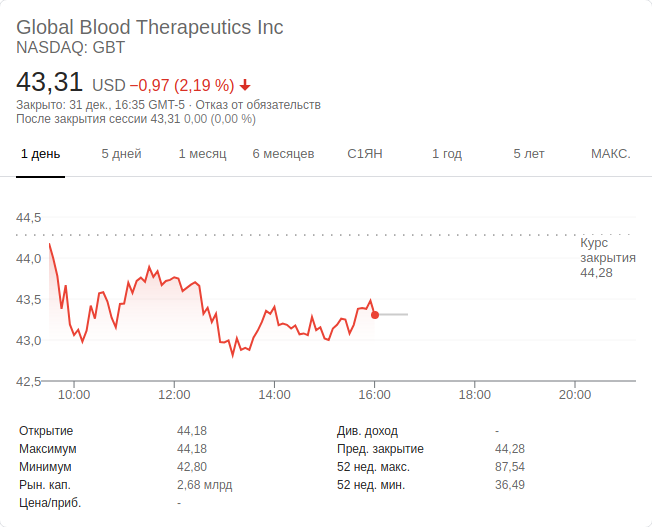 Global Blood Therapeutics Inc
NASDAQ: GBT
43,31 USD −0,97 (2,19 %)
Закрыто: 31 дек., 16:35 GMT-5 · Отказ от обязательств
После закрытия сессии 43,31 0,00 (0,00 %)
1 день 5 дней 1 месяц 6 месяцев С1ЯН 1 год 5 лет МАКС.
44,5
Курс
закрытия
44,28
44,0
43,5
43,0
42,5
10:00 12:00 14:00 16:00 18:00 20:00
Открытие 44,18 Див. доход -
Максимум 44,18 Пред. закрытие 44,28
Минимум 42,80 52 нед. макс. 87,54
Рын. кап. 2,68 млрд 52 нед. мин. 36,49
Цена/приб. -